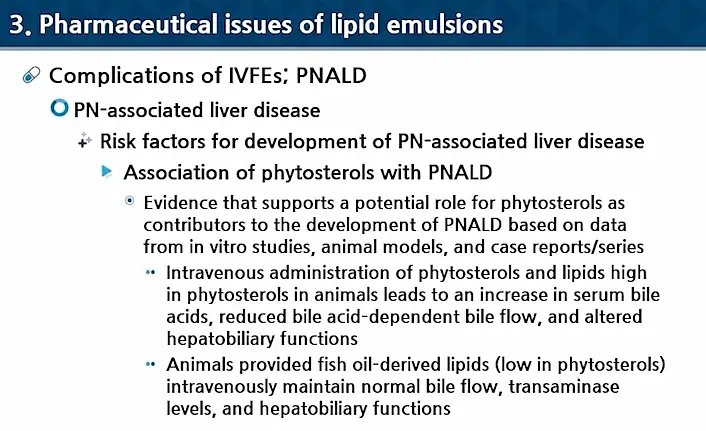 3. Pharmaceutical issues of lipid emulsions
Complications of IVFEs; PNALD
PN-associated liver disease
Risk factors for development of PN-associated liver disease
Association of phytosterols with PNALD
Evidence that supports a potential role for phytosterols as
contributors to the development of PNALD based on data
from in vitro studies, animal models, and case reports/series
Intravenous administration of phytosterols and lipids high
in phytosterols in animals leads to an increase in serum bile
acids, reduced bile acid-dependent bile flow, and altered
hepatobiliary functions
Animals provided fish oil-derived lipids (low in phytosterols)
intravenously maintain normal bile flow, transaminase
levels, and hepatobiliary functions